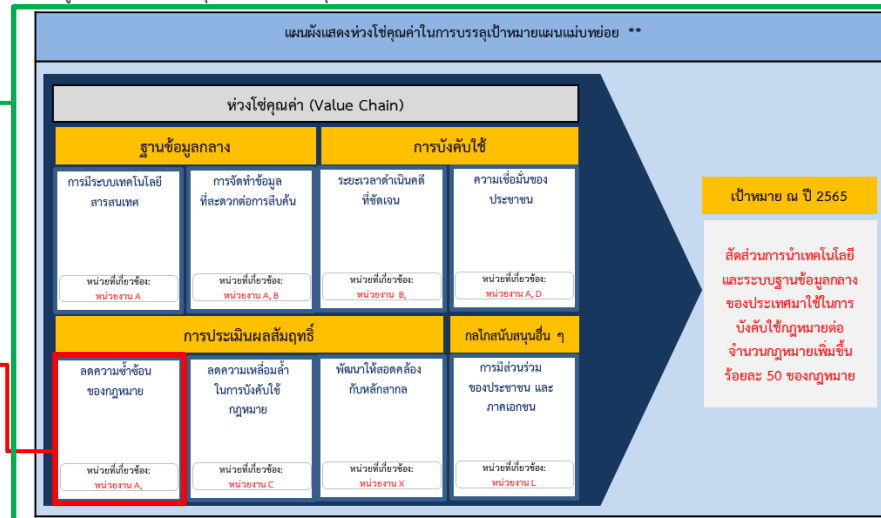 แผนผังแสดงห่วงโซ่คุณค่าในการบรรลุเป้าหมายแผนแม่บทย่อย **
ห่วงโซ่คุณค่า (Value Chain)
ฐานข้อมูลกลาง
การบังคับใช้
การมีระบบเทคโนโลยี
สารสนเทศ
หน่วยที่เกี่ยวข้อง:
หน่วยงาน A
การจัดทำข้อมูล
ที่สะดวกต่อการสืบค้น
หน่วยที่เกี่ยวข้อง:
หน่วยงาน A, B
ระยะเวลาดำเนินคดี
ที่ชัดเจน
หน่วยที่เกี่ยวข้อง:
หน่วยงาน B,
ความเชื่อมั่นของ
ประชาชน
หน่วยที่เกี่ยวข้อง:
หน่วยงาน A, D
การประเมินผลสัมฤทธิ์
กลไกสนับสนุนอื่น ๆ
ลดความซ้ำซ้อน
ของกฎหมาย
หน่วยที่เกี่ยวข้อง:
หน่วยงาน A,
ลดความเหลื่อมล้ำ
ในการบังคับใช้
กฎหมาย
หน่วยที่เกี่ยวข้อง:
หน่วยงาน C
พัฒนาให้สอดคล้อง
กับหลักสากล
หน่วยที่เกี่ยวข้อง:
หน่วยงาน X
การมีส่วนร่วม
ของประชาชน และ
ภาคเอกชน
หน่วยที่เกี่ยวข้อง:
หน่วยงาน L
เป้าหมาย ณ ปี 2565
สัดส่วนการนำเทคโนโลยี
และระบบฐานข้อมูลกลาง
ของประเทศมาใช้ในการ
บังคับใช้กฎหมายต่อ
จำนวนกฎหมายเพิ่มขึ้น
ร้อยละ 50 ของกฎหมาย